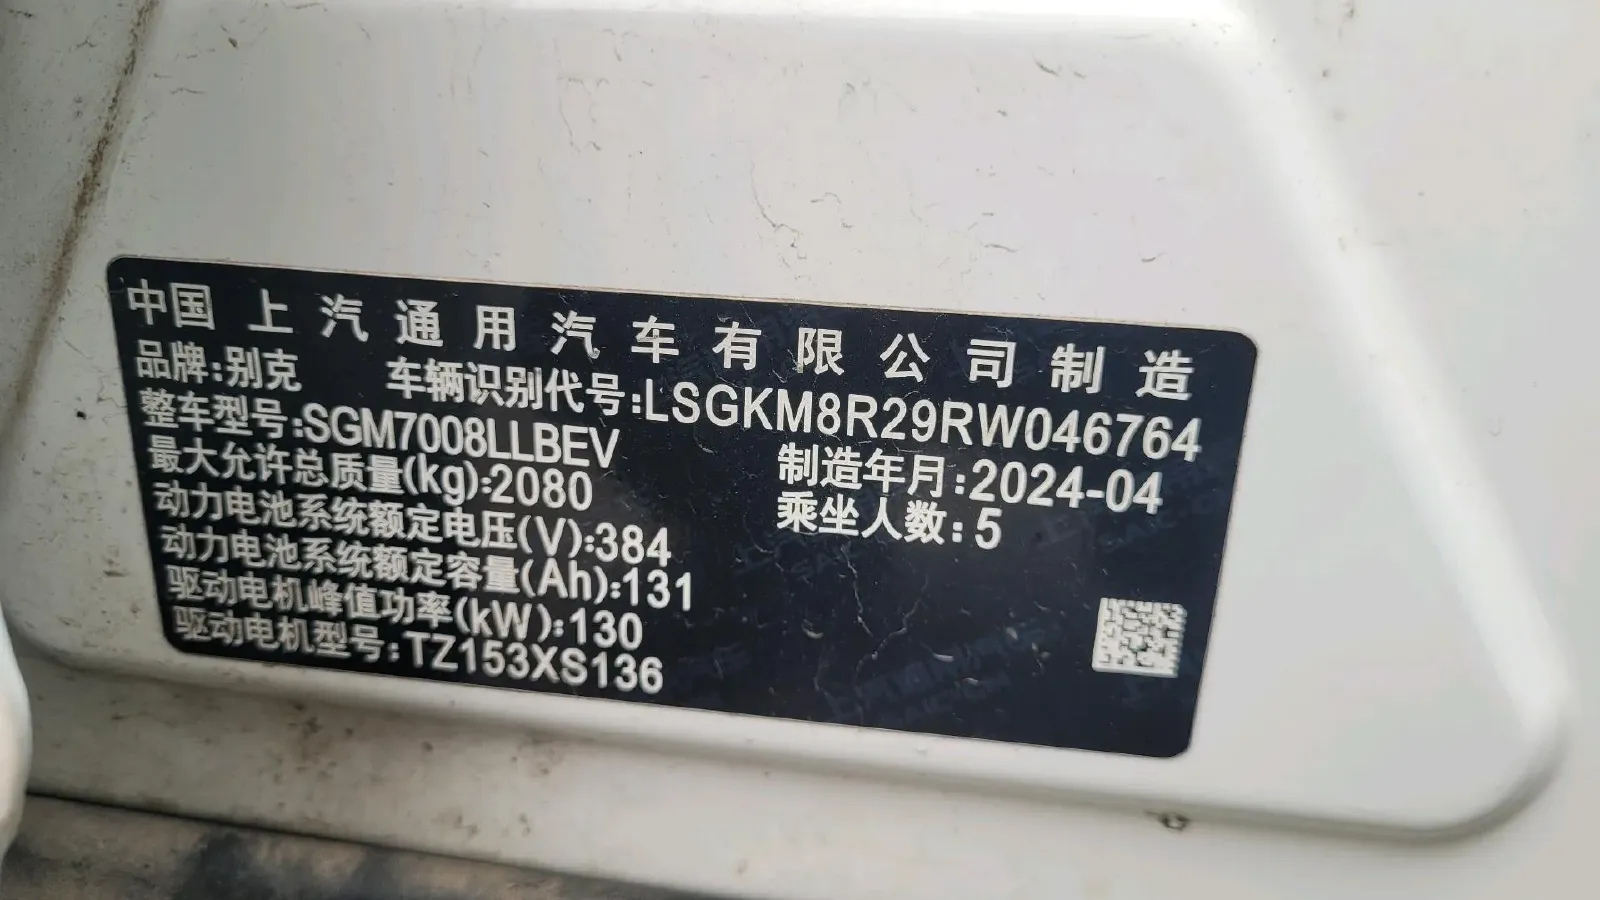 中国 上汽通用汽车有限公司制造
品牌:别克 车辆识别代号:LSGKM8R29RW046764
整车型号:SGM7008LLBEV 制造年月:2024-04
最大允许总质量(kg):2080 乘坐人数:5
动力电池系统额定电压(V):384
动力电池系统额定容量(Ah):131
驱动电机峰值功率(kW):130
驱动电机型号:TZ153XS136